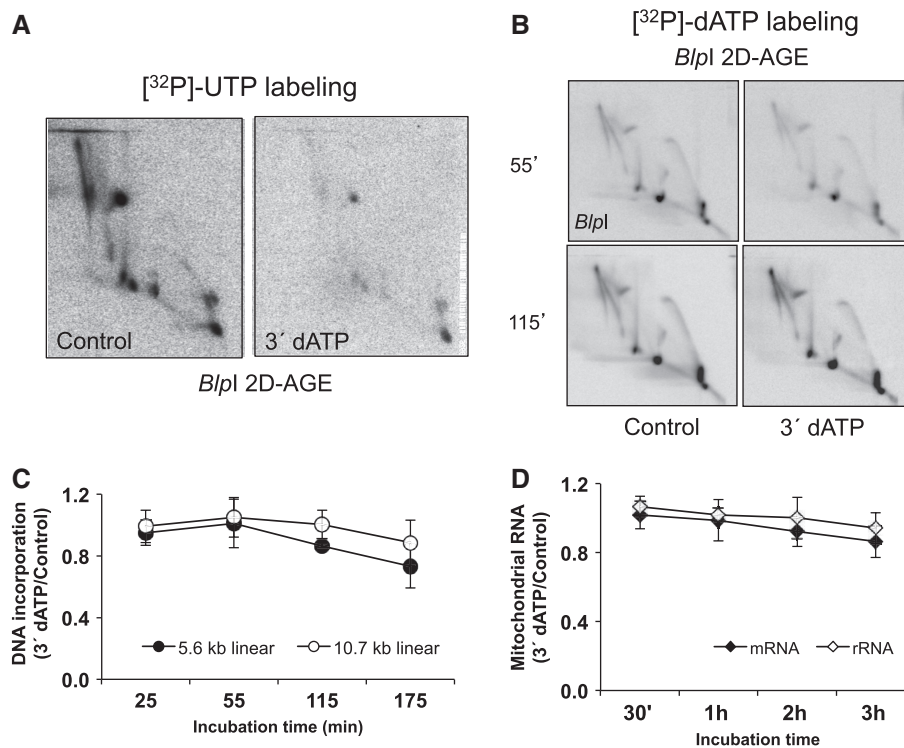 A
[32P]-UTP labeling
Control
3´ dATP
BlpI 2D-AGE
B
[32P]-dATP labeling
BlpI 2D-AGE
55’
BlpI
115’
Control
3´ dATP
C
DNA incorporation
(3´ dATP/Control)
1.2
0.8
0.4
0.0
5.6 kb linear
10.7 kb linear
25
55
115
175
Incubation time (min)
D
Mitochondrial RNA
(3´ dATP/Control)
1.2
0.8
0.4
0.0
mRNA
rRNA
30'
1h
2h
3h
Incubation time